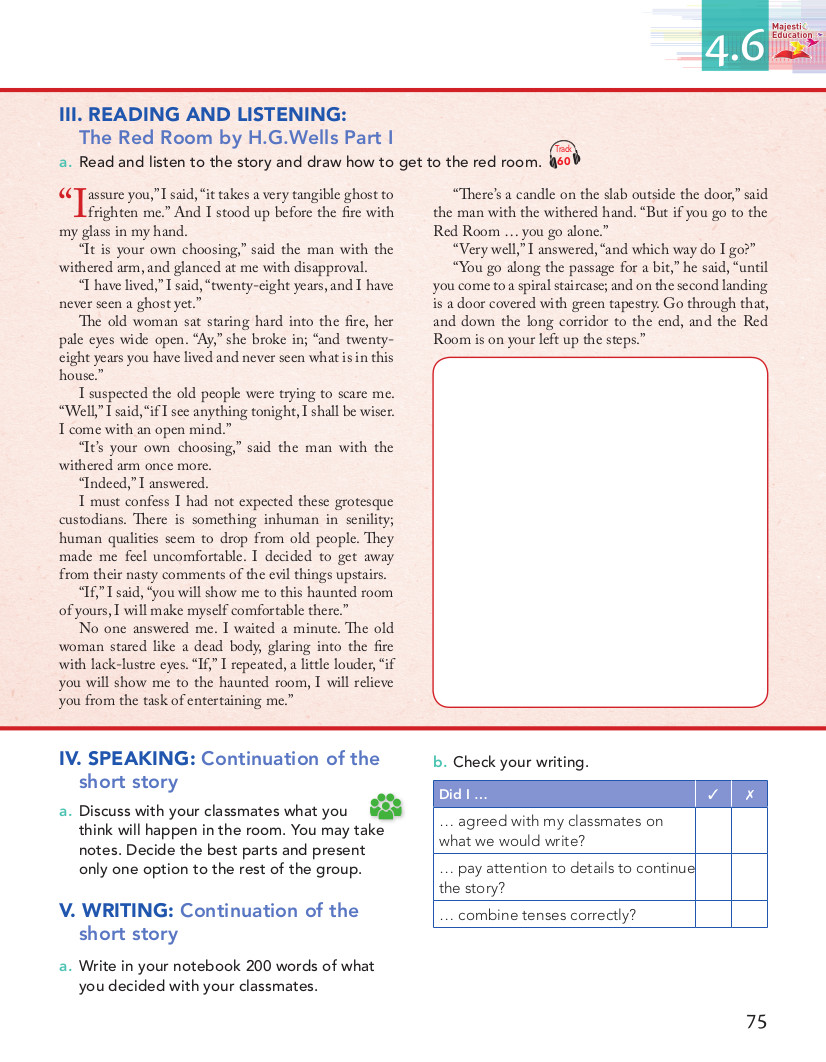 4.6
Majestic
Education
III. READING AND LISTENING:
The Red Room by H.G.Wells Part I
a. Read and listen to the story and draw how to get to the red room.
Track
60
“I assure you,” I said, “it takes a very tangible ghost to
frighten me.” And I stood up before the fire with
my glass in my hand.
“It is your own choosing,” said the man with the
withered arm, and glanced at me with disapproval.
“I have lived,” I said, “twenty-eight years, and I have
never seen a ghost yet.”
The old woman sat staring hard into the fire, her
pale eyes wide open. “Ay,” she broke in; “and twenty-
eight years you have lived and never seen what is in this
house.”
I suspected the old people were trying to scare me.
“Well,” I said, “if I see anything tonight, I shall be wiser.
I come with an open mind.”
“It’s your own choosing,” said the man with the
withered arm once more.
“Indeed,” I answered.
I must confess I had not expected these grotesque
custodians. There is something inhuman in senility;
human qualities seem to drop from old people. They
made me feel uncomfortable. I decided to get away
from their nasty comments of the evil things upstairs.
“If,” I said, “you will show me to this haunted room
of yours, I will make myself comfortable there.”
No one answered me. I waited a minute. The old
woman stared like a dead body, glaring into the fire
with lack-lustre eyes. “If,” I repeated, a little louder, “if
you will show me to the haunted room, I will relieve
you from the task of entertaining me.”
“There’s a candle on the slab outside the door,” said
the man with the withered hand. “But if you go to the
Red Room … you go alone.”
“Very well,” I answered, “and which way do I go?”
“You go along the passage for a bit,” he said, “until
you come to a spiral staircase; and on the second landing
is a door covered with green tapestry. Go through that,
and down the long corridor to the end, and the Red
Room is on your left up the steps.”
IV. SPEAKING: Continuation of the
short story
a. Discuss with your classmates what you
think will happen in the room. You may take
notes. Decide the best parts and present
only one option to the rest of the group.
V. WRITING: Continuation of the
short story
a. Write in your notebook 200 words of what
you decided with your classmates.
b. Check your writing.
Did I … ✓ ✗
… agreed with my classmates on
what we would write?
… pay attention to details to continue
the story?
… combine tenses correctly?
75